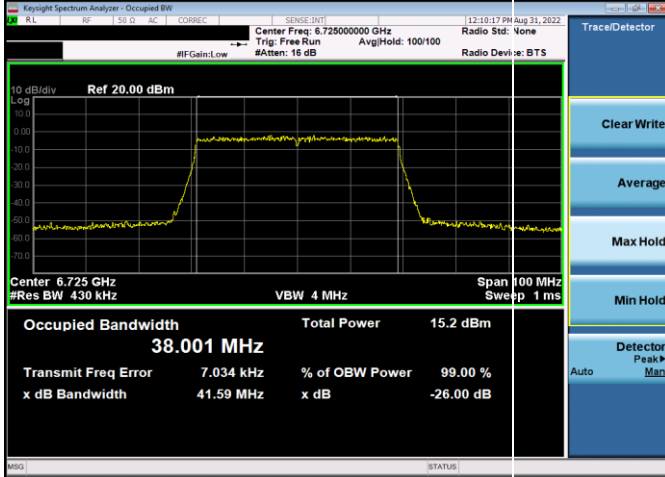 Keysight Spectrum Analyzer - Occupied BW
RL RF 50 Ω AC CORREC SENSE:INT 12:10:17 PM Aug 31, 2022
Center Freq: 6.725000000 GHz Radio Std: None
Trig: Free Run Avg|Hold: 100/100
#IFGain:Low #Atten: 16 dB Radio Device: BTS
Trace/Detector
10 dB/div Ref 20.00 dBm
Log
10.0
0.00
-10.0
-20.0
-30.0
-40.0
-50.0
-60.0
-70.0
Center 6.725 GHz Span 100 MHz
#Res BW 430 kHz VBW 4 MHz Sweep 1 ms
Occupied Bandwidth Total Power 15.2 dBm
38.001 MHz
Transmit Freq Error 7.034 kHz % of OBW Power 99.00 %
x dB Bandwidth 41.59 MHz x dB -26.00 dB
Clear Write
Average
Max Hold
Min Hold
Detector
Peak▶
Auto Man
MSG STATUS